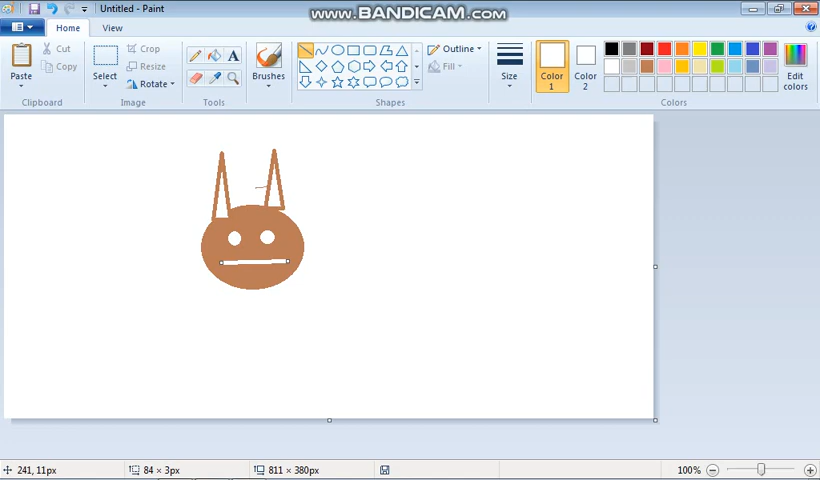 www.BANDICAM.com
Untitled - Paint
Home View
Paste
Cut
Copy
Clipboard
Select
Crop
Resize
Rotate
Image
A
Tools
Brushes
Outline
Fill
Shapes
Size
Color 1
Color 2
Edit colors
Colors
241, 11px
84 × 3px
811 × 380px
100%